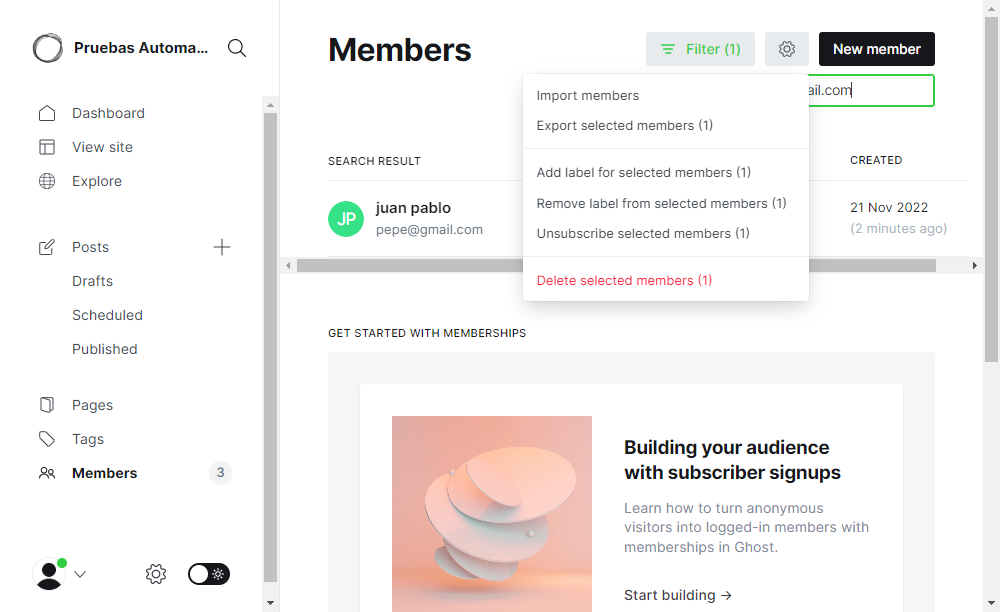 Pruebas Automa...
Dashboard
View site
Explore
Posts
Drafts
Scheduled
Published
Pages
Tags
Members
3
Members
Filter (1)
New member
ail.com
Import members
Export selected members (1)
Add label for selected members (1)
Remove label from selected members (1)
Unsubscribe selected members (1)
Delete selected members (1)
SEARCH RESULT
CREATED
JP
juan pablo
pepe@gmail.com
21 Nov 2022
(2 minutes ago)
GET STARTED WITH MEMBERSHIPS
Building your audience
with subscriber signups
Learn how to turn anonymous
visitors into logged-in members with
memberships in Ghost.
Start building →